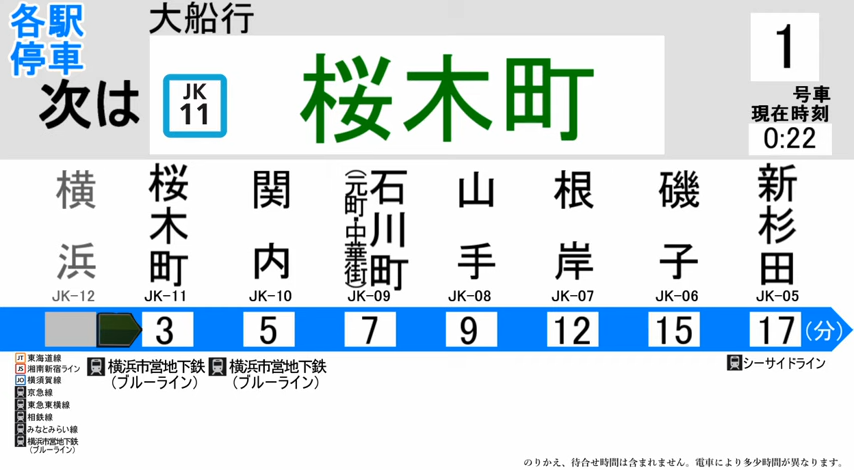 各駅
停車
大船行
次は
JK
11
桜木町
1
号車
現在時刻
0:22
横浜
桜木町
関内
石川町
(元町・中華街)
山手
根岸
磯子
新杉田
JK-12
JK-11
JK-10
JK-09
JK-08
JK-07
JK-06
JK-05
3
5
7
9
12
15
17
(分)
JT 東海道線
JS 湘南新宿ライン
JO 横須賀線
京急線
東急東横線
相鉄線
みなとみらい線
横浜市営地下鉄
(ブルーライン)
横浜市営地下鉄
(ブルーライン)
横浜市営地下鉄
(ブルーライン)
シーサイドライン
のりかえ、待合せ時間は含まれません。電車により多少時間が異なります。